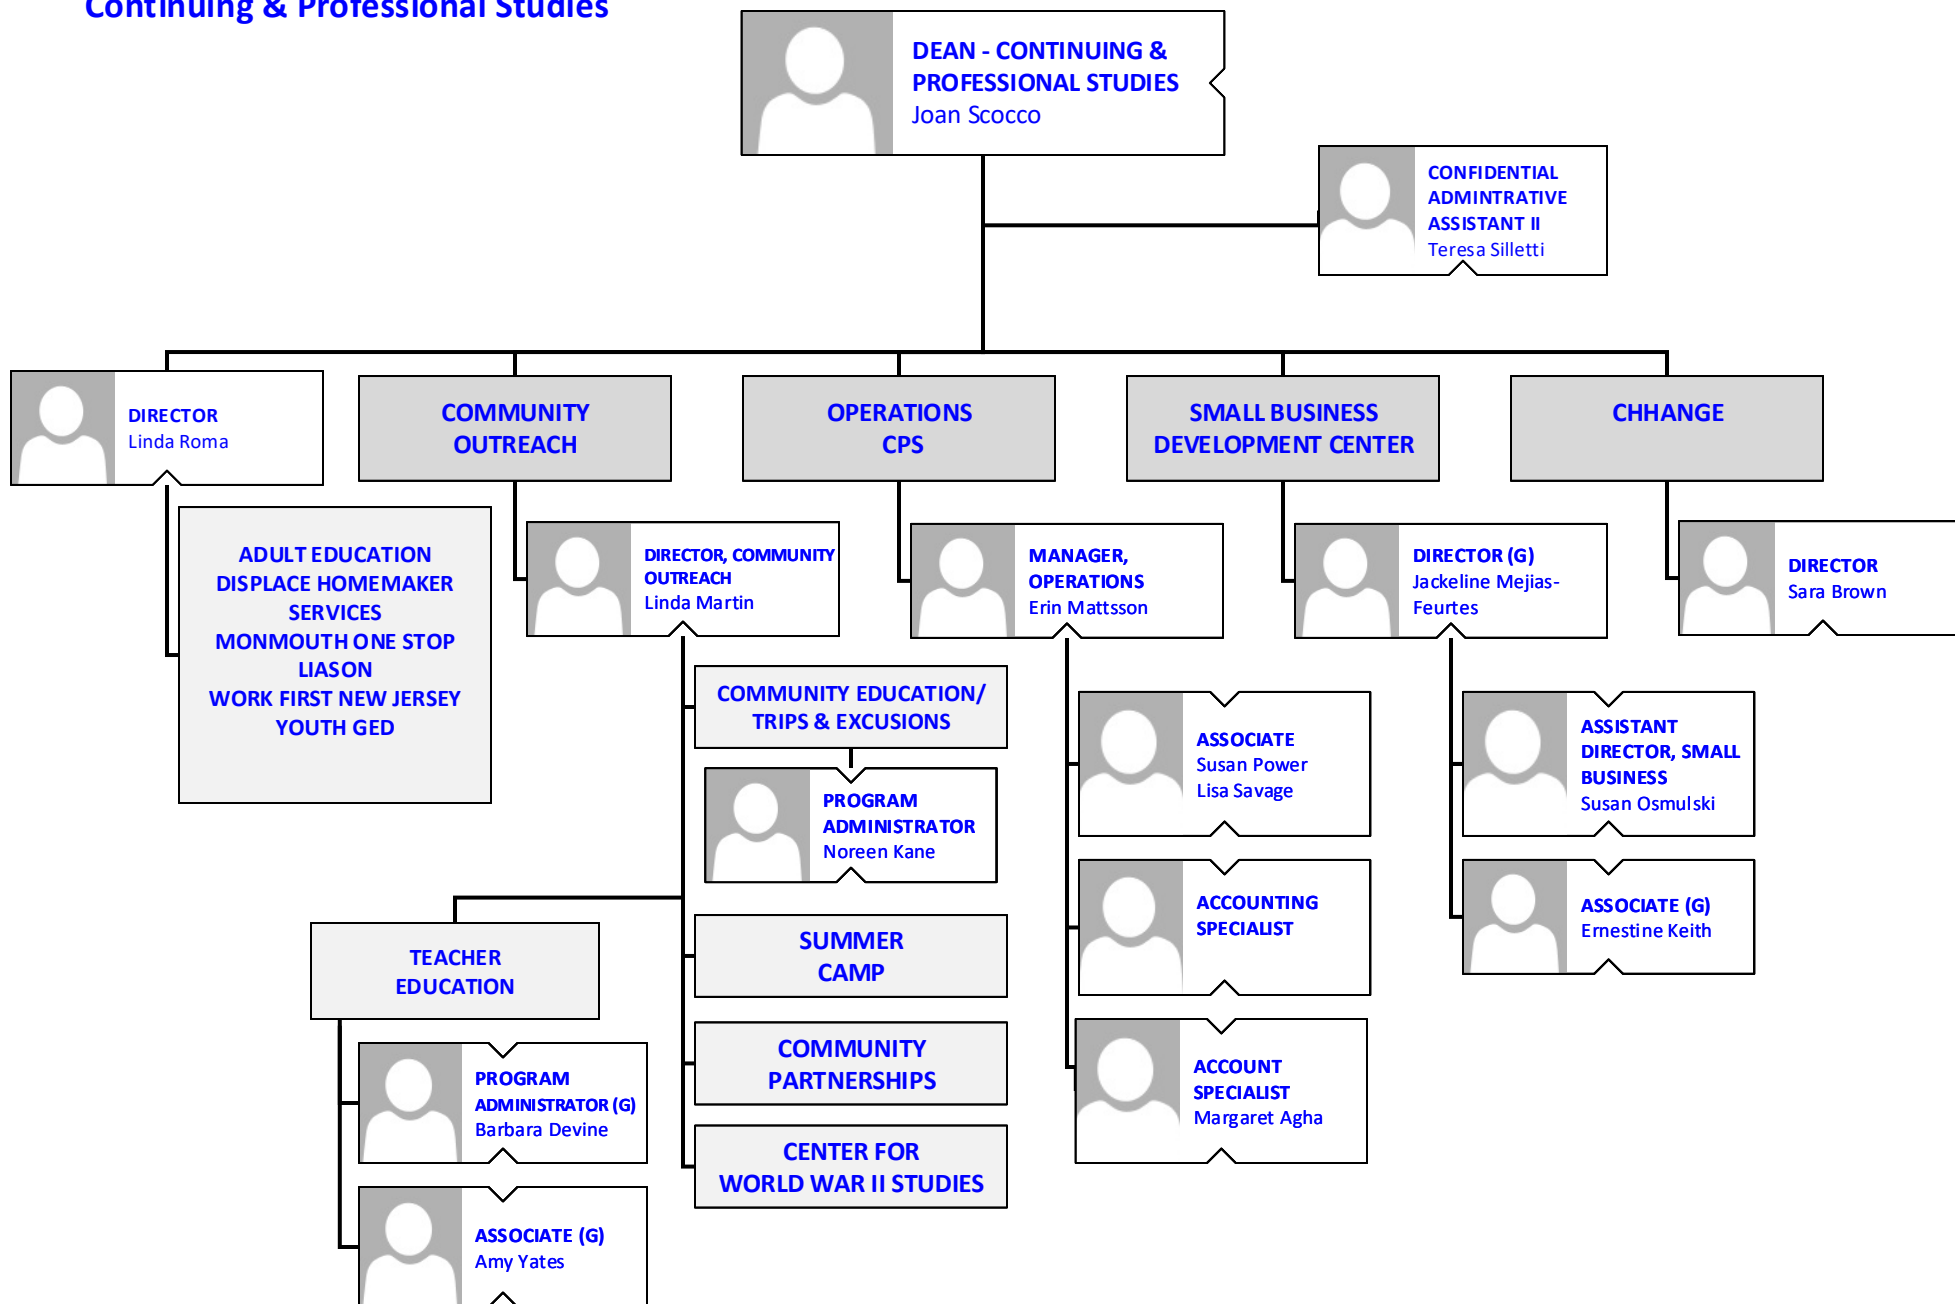 Continuing & Professional Studies
DEAN - CONTINUING &
PROFESSIONAL STUDIES
Joan Scocco
CONFIDENTIAL
ADMINTRATIVE
ASSISTANT II
Teresa Silletti
DIRECTOR
Linda Roma
COMMUNITY
OUTREACH
OPERATIONS
CPS
SMALL BUSINESS
DEVELOPMENT CENTER
CHHANGE
ADULT EDUCATION
DISPLACE HOMEMAKER
SERVICES
MONMOUTH ONE STOP
LIASON
WORK FIRST NEW JERSEY
YOUTH GED
DIRECTOR, COMMUNITY
OUTREACH
Linda Martin
MANAGER,
OPERATIONS
Erin Mattsson
DIRECTOR (G)
Jackeline Mejias-
Feurtes
DIRECTOR
Sara Brown
COMMUNITY EDUCATION/
TRIPS & EXCUSIONS
PROGRAM
ADMINISTRATOR
Noreen Kane
ASSOCIATE
Susan Power
Lisa Savage
ASSISTANT
DIRECTOR, SMALL
BUSINESS
Susan Osmulski
ACCOUNTING
SPECIALIST
ASSOCIATE (G)
Ernestine Keith
TEACHER
EDUCATION
SUMMER
CAMP
COMMUNITY
PARTNERSHIPS
ACCOUNT
SPECIALIST
Margaret Agha
PROGRAM
ADMINISTRATOR (G)
Barbara Devine
CENTER FOR
WORLD WAR II STUDIES
ASSOCIATE (G)
Amy Yates